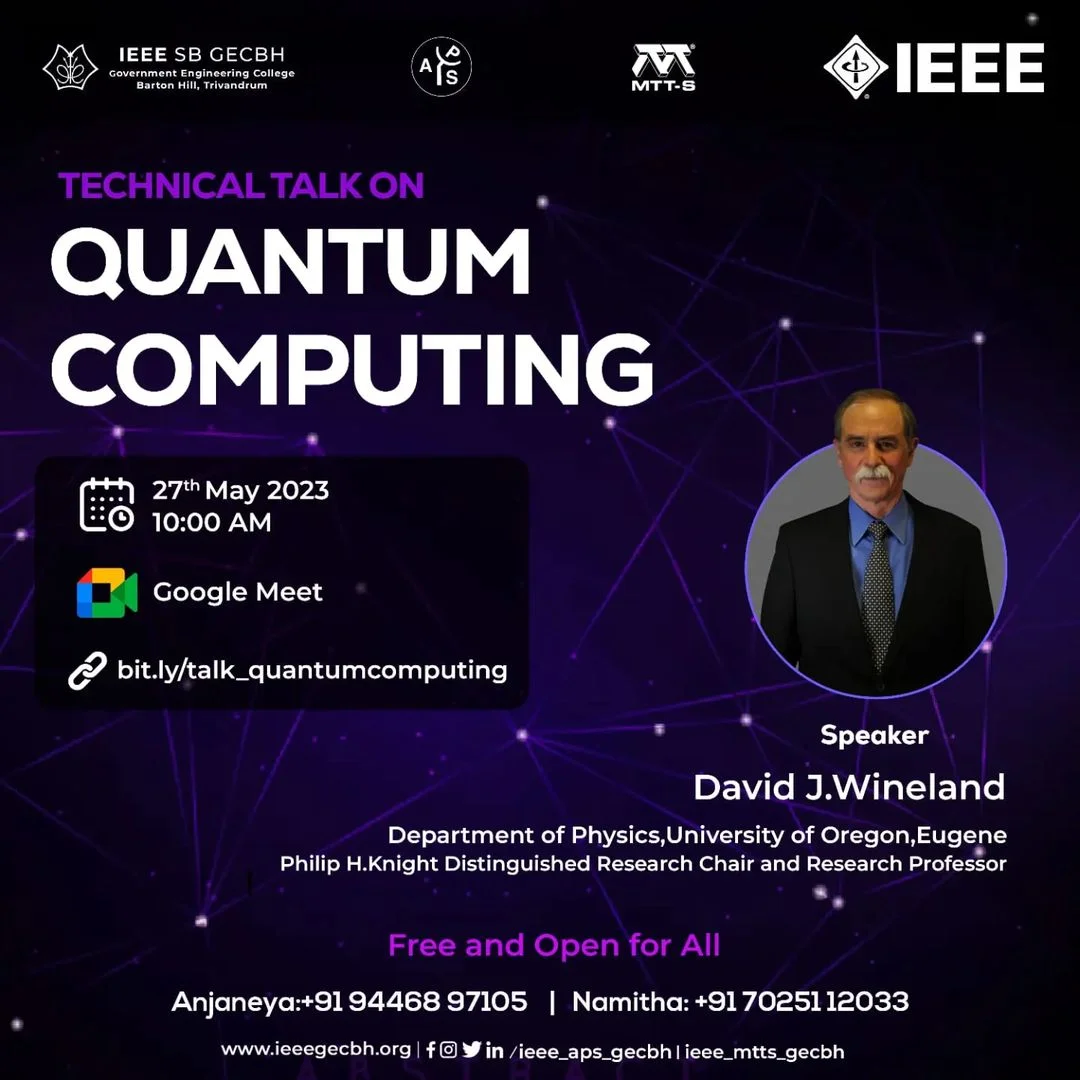 IEEE SB GECBH
Government Engineering College
Barton Hill, Trivandrum
APS
MTT-S
IEEE
TECHNICAL TALK ON
QUANTUM
COMPUTING
27th May 2023
10:00 AM
Google Meet
bit.ly/talk_quantumcomputing
Speaker
David J.Wineland
Department of Physics,University of Oregon,Eugene
Philip H.Knight Distinguished Research Chair and Research Professor
Free and Open for All
Anjaneya:+91 94468 97105 | Namitha: +91 70251 12033
www.ieeegecbh.org | /ieee_aps_gecbh | ieee_mtts_gecbh